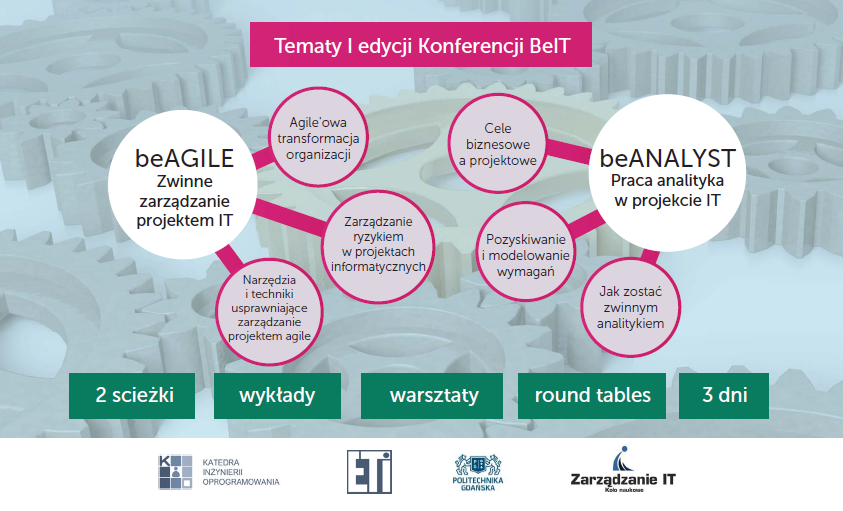 Tematy I edycji Konferencji BeIT
beAGILE
Zwinne
zarządzanie
projektem IT
Agile'owa
transformacja
organizacji
Zarządzanie
ryzykiem
w projektach
informatycznych
Narzędzia
i techniki
usprawniające
zarządzanie
projektem agile
Cele
biznesowe
a projektowe
beANALYST
Praca analityka
w projekcie IT
Pozyskiwanie
i modelowanie
wymagań
Jak zostać
zwinnym
analitykiem
2 scieżki
wykłady
warsztaty
round tables
3 dni
K
KATEDRA
INŻYNIERII
OPROGRAMOWANIA
ETI
POLITECHNIKA
GDAŃSKA
Zarządzanie IT
Koło naukowe